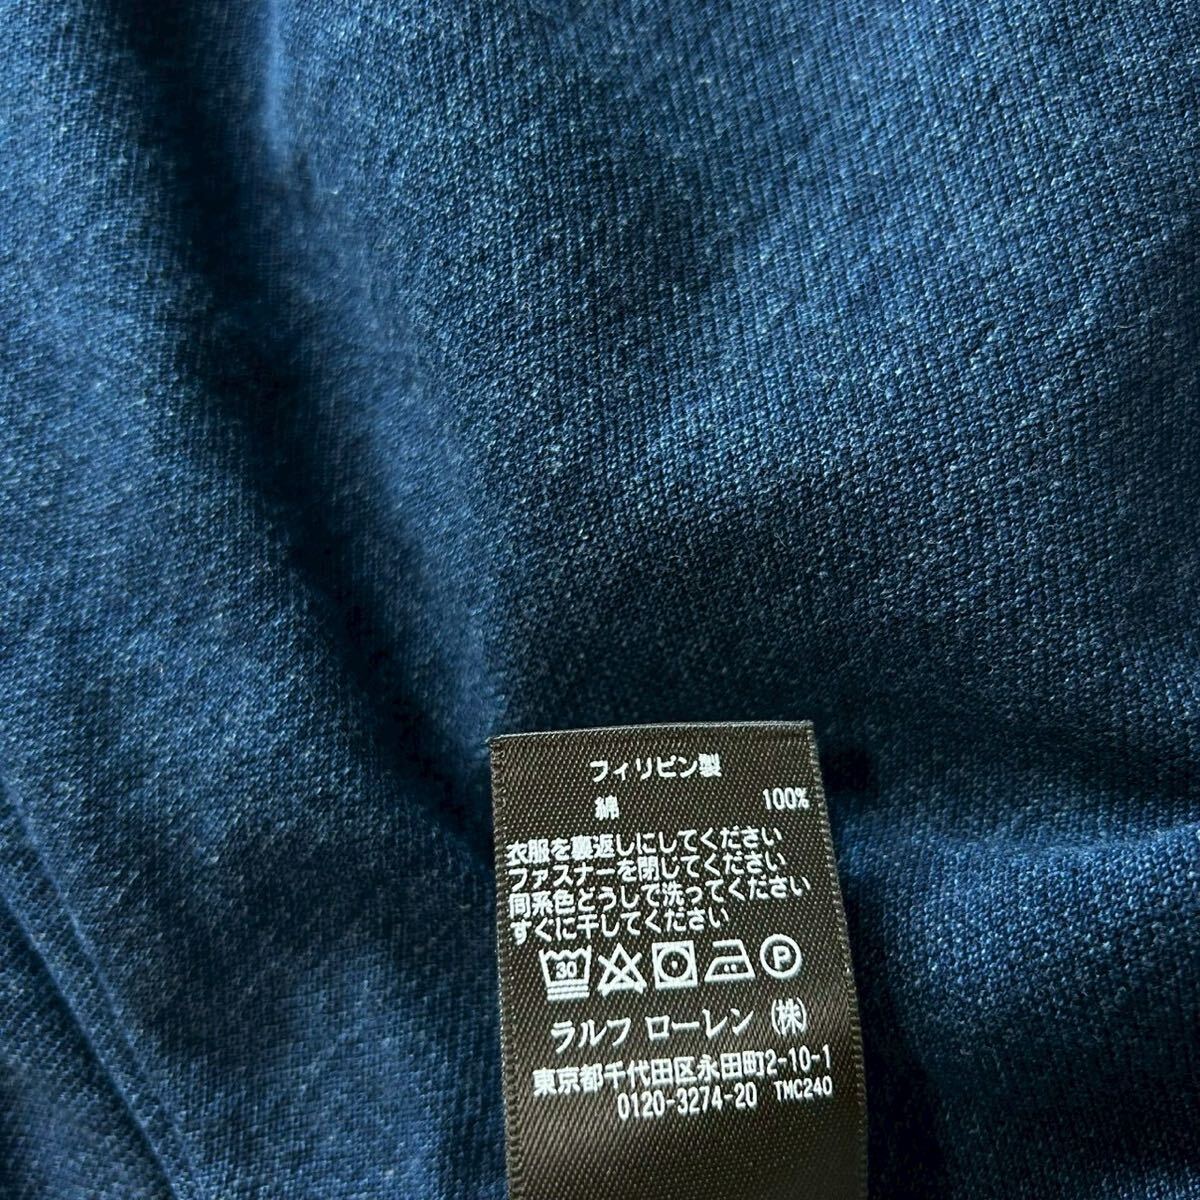 フィリピン製
綿 100%
衣服を裏返しにしてください
ファスナーを閉じてください
同系色どうしで洗ってください
すぐに干してください
30 P
ラルフ ローレン (株)
東京都千代田区永田町2-10-1
0120-3274-20 TMC240